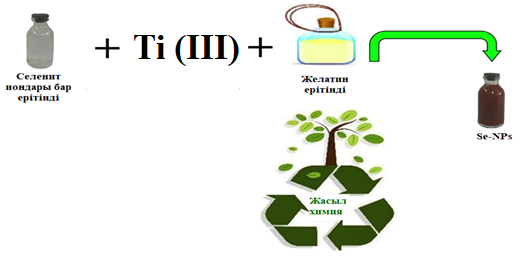 + Ti (III) +
Селенит
иондары бар
ерітінді
Желатин
ерітінді
Se-NPs
Жасыл
химия